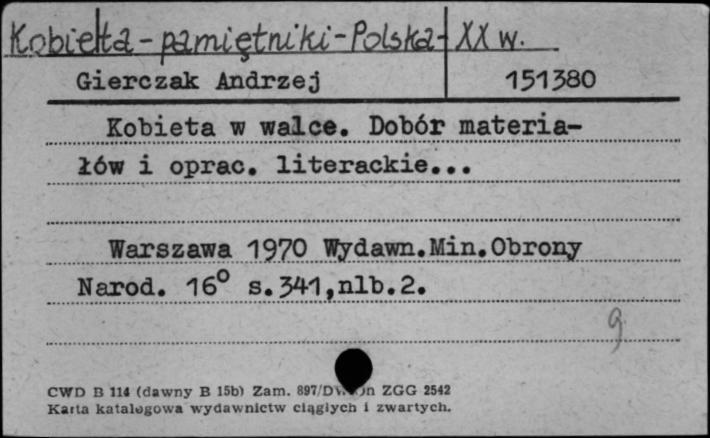 Kobieta - pamiętniki - Polska - XX w.
Gierczak Andrzej 151380
Kobieta w walce. Dobór materia-
łów i oprac. literackie...
Warszawa 1970 Wydawn.Min.Obrony
Narod. 16° s.341,nlb.2.
g
CWD B 114 (dawny B 15b) Zam. 897/ ZGG 2542
Karta katalogowa wydawnictw ciągłych i zwartych.